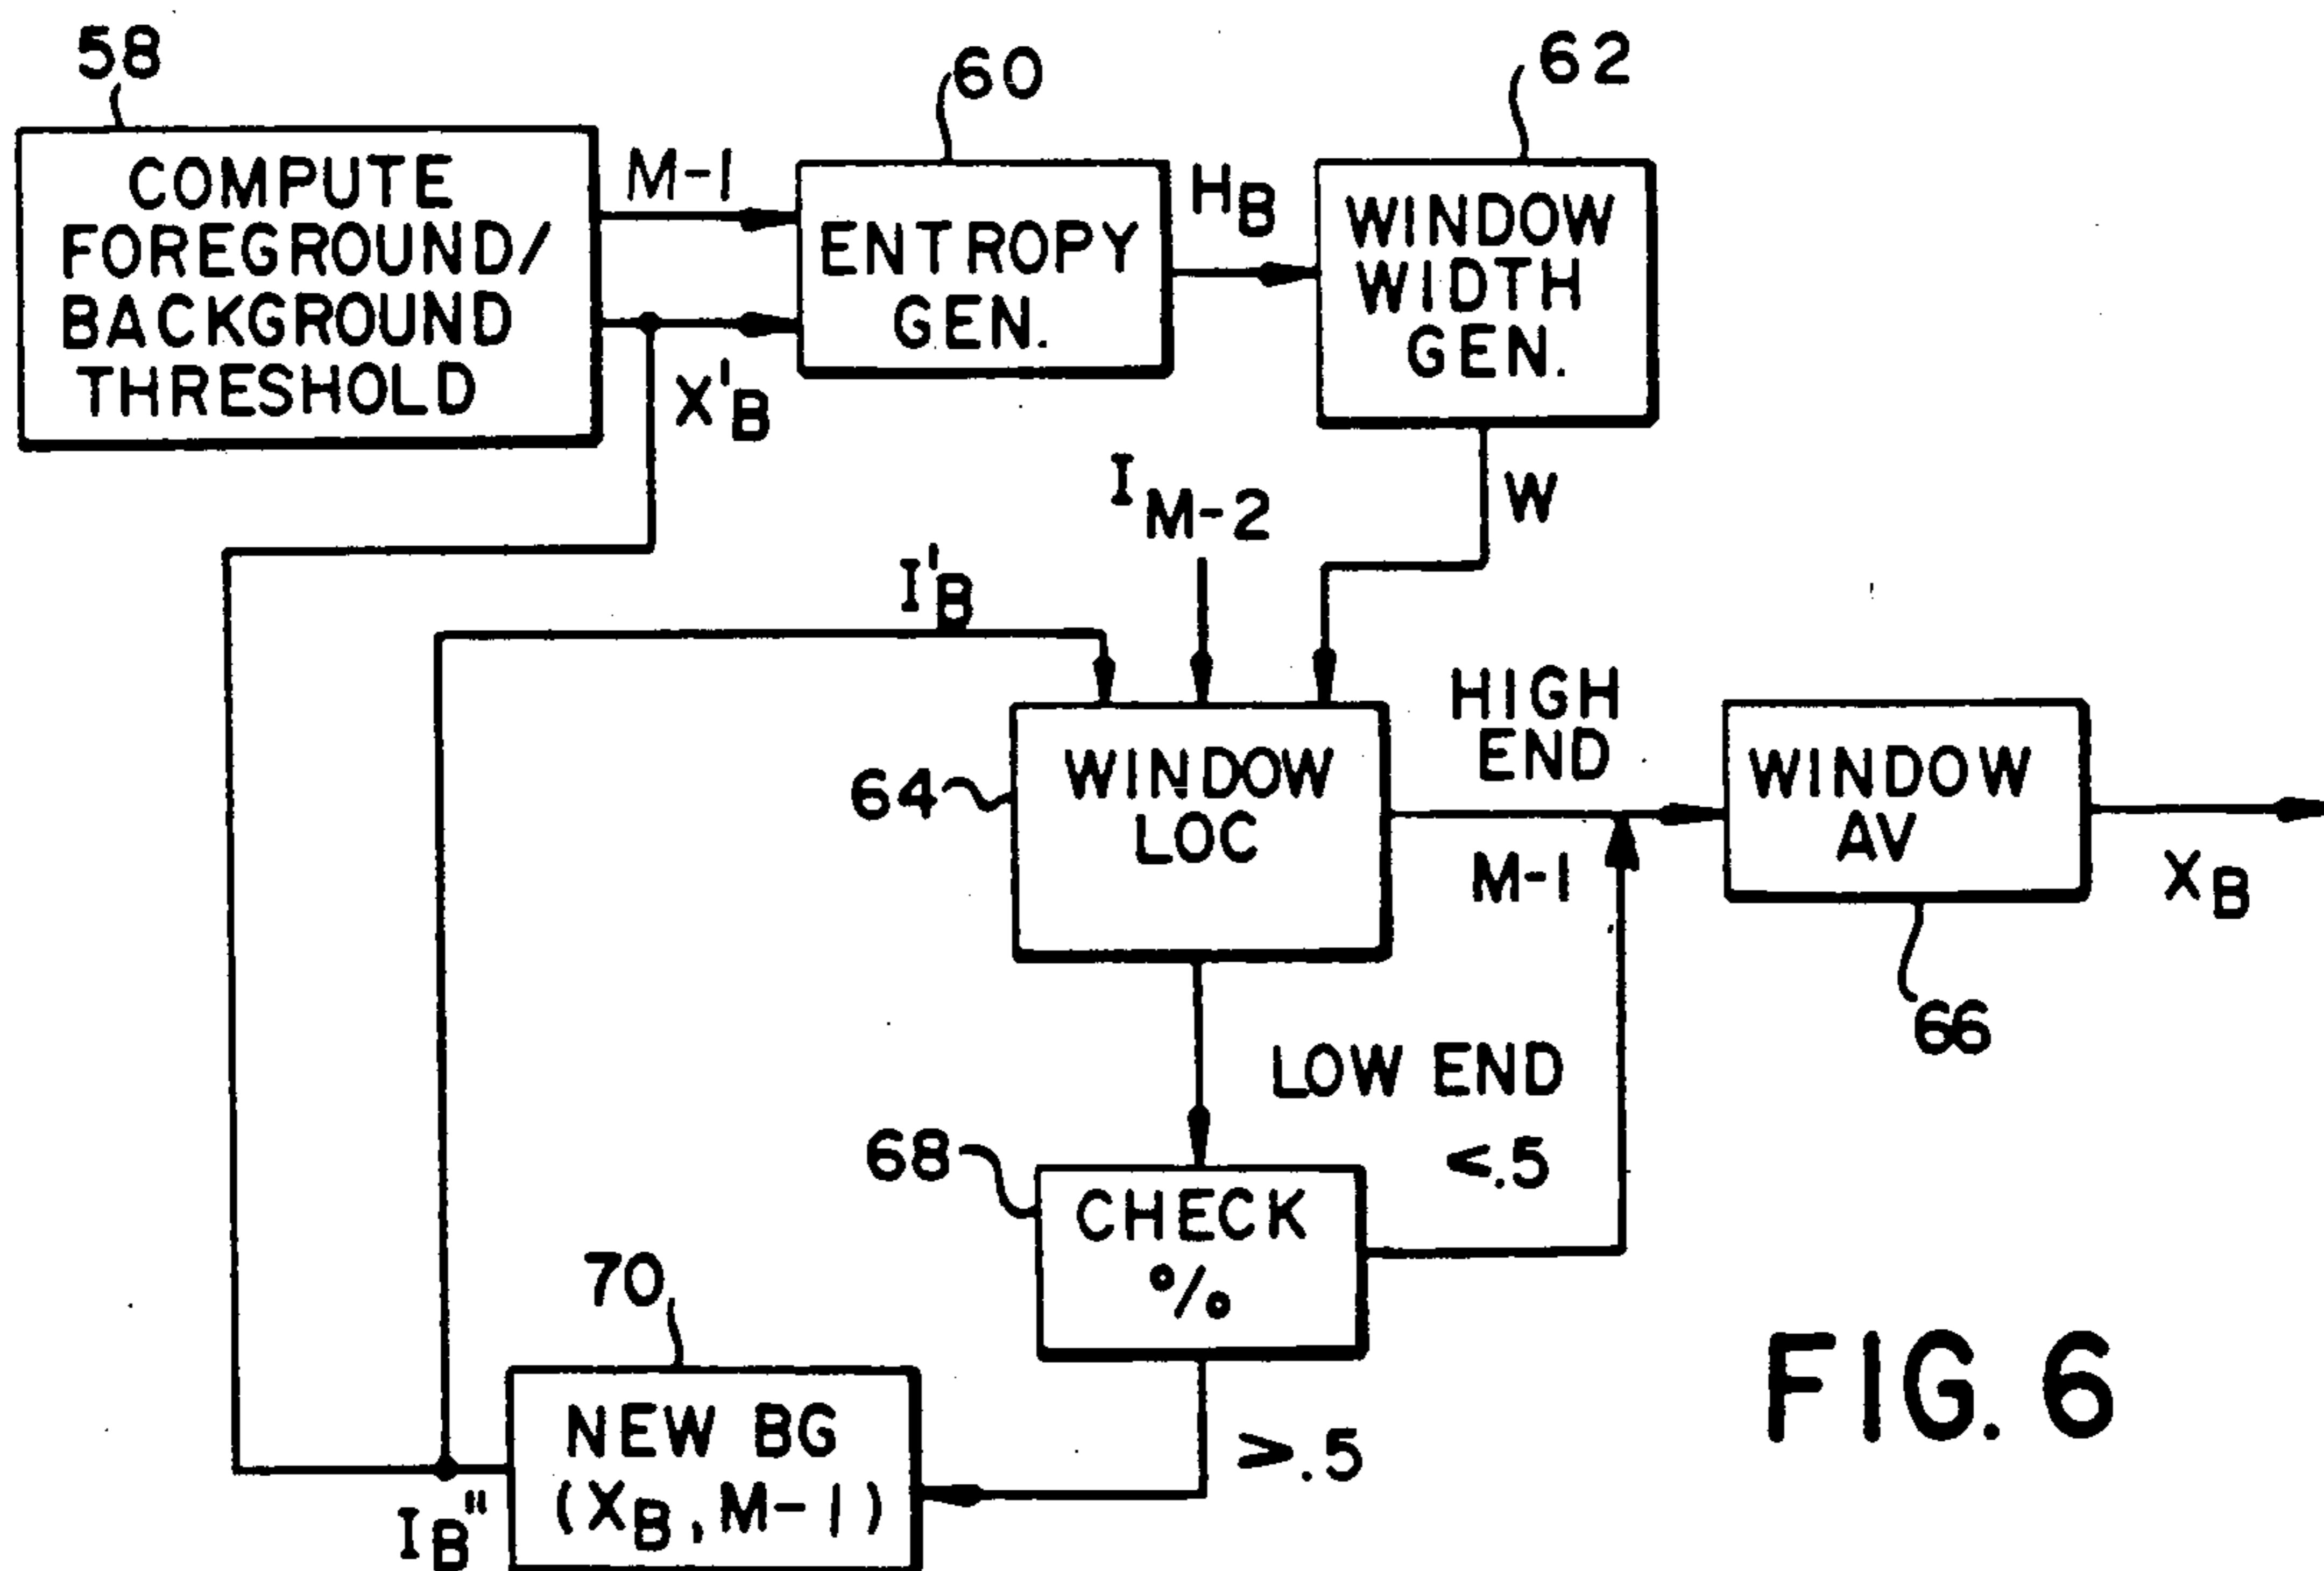 58
60
62
COMPUTE
FOREGROUND/
BACKGROUND
THRESHOLD
M-1
X'B
ENTROPY
GEN.
HB
WINDOW
WIDTH
GEN.
W
IM-2
I'B
64
WINDOW
LOC
HIGH
END
M-1
WINDOW
AV
XB
66
LOW END
<.5
68
CHECK
%
>.5
70
NEW BG
(XB, M-1)
IB"
FIG. 6